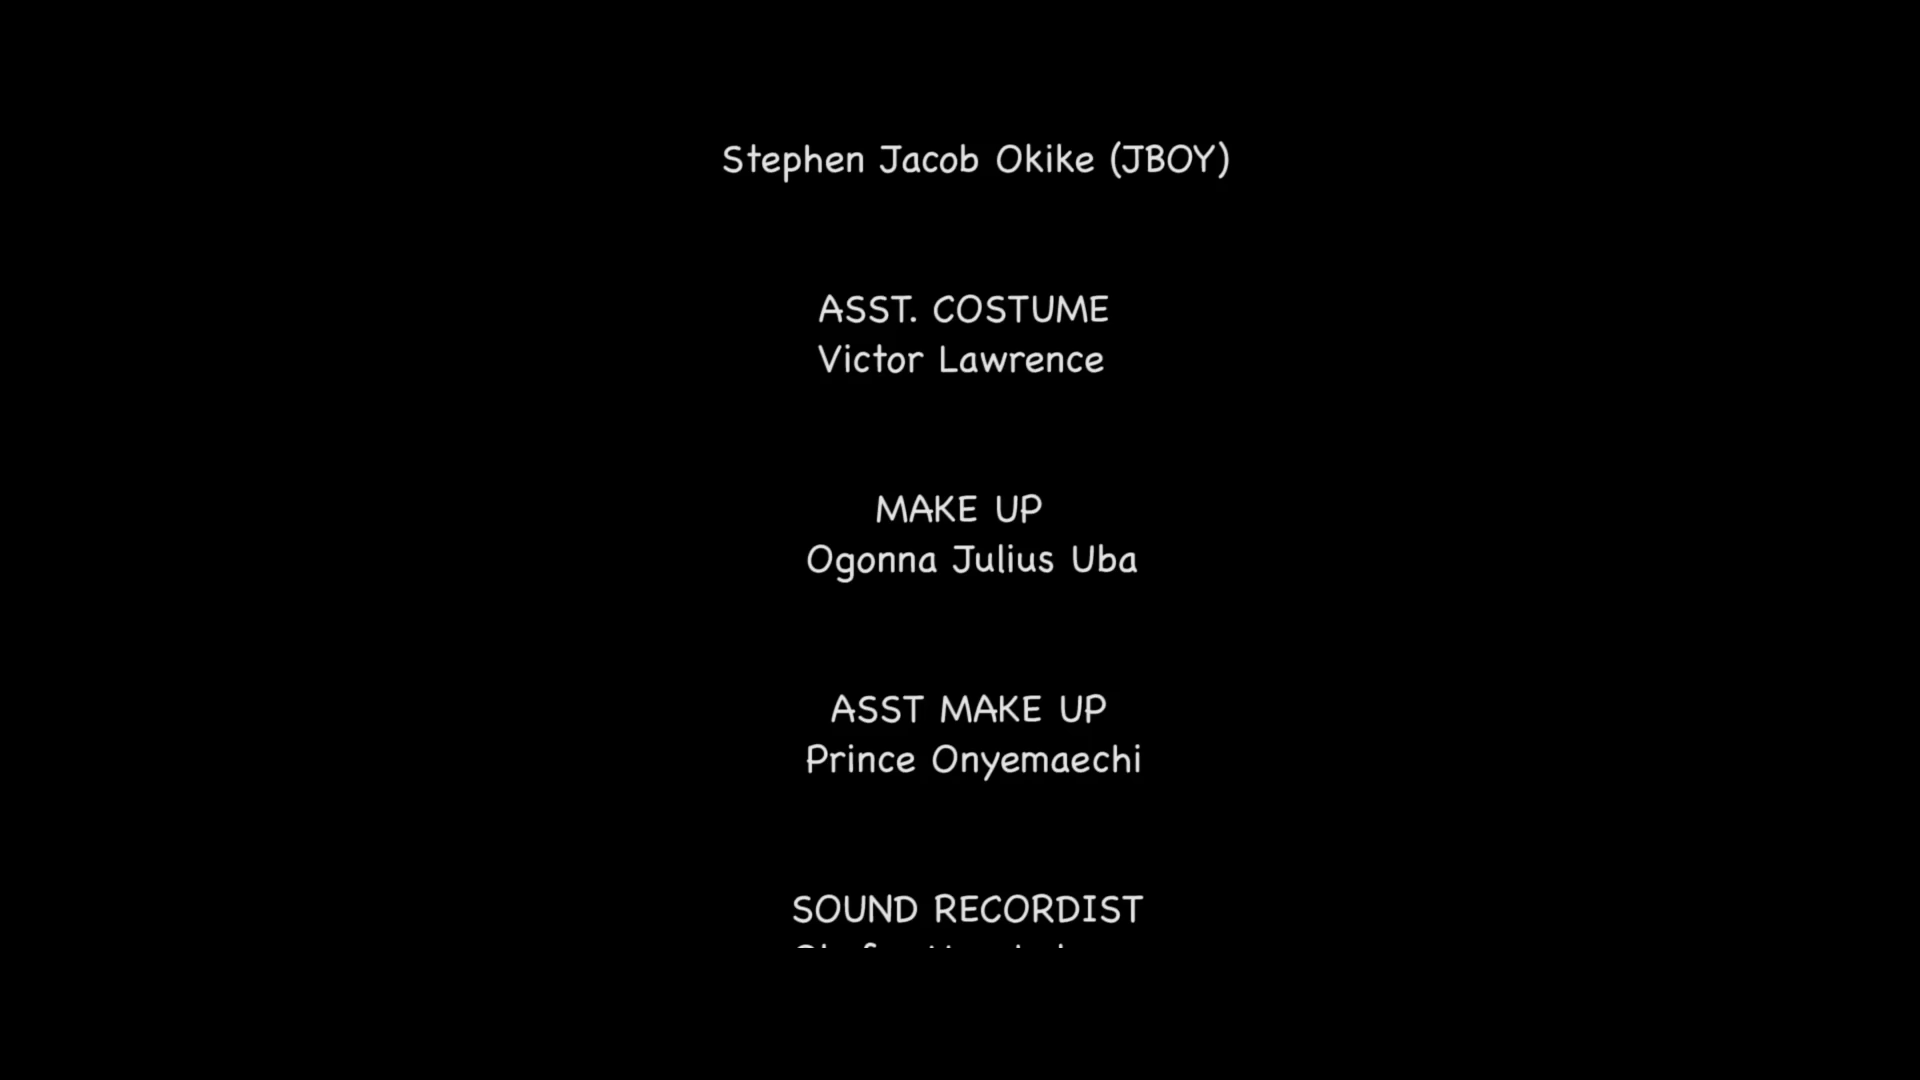 Stephen Jacob Okike (JBOY)
ASST. COSTUME
Victor Lawrence
MAKE UP
Ogonna Julius Uba
ASST MAKE UP
Prince Onyemaechi
SOUND RECORDIST